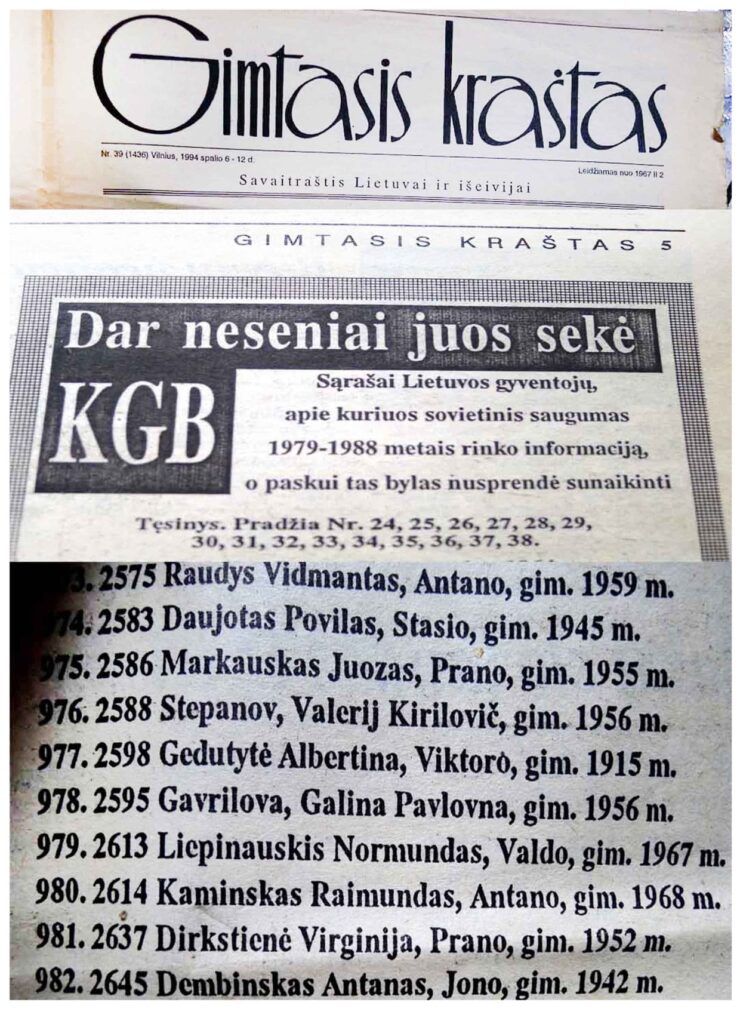 Gimtasis kraštas
Nr. 39 (1436) Vilnius, 1994 spalio 6 - 12 d.
Leidžiamas nuo 1967 II 2
Savaitraštis Lietuvai ir išeivijai
GIMTASIS KRAŠTAS 5
Dar neseniai juos sekė
KGB
Sąrašai Lietuvos gyventojų,
apie kuriuos sovietinis saugumas
1979-1988 metais rinko informaciją,
o paskui tas bylas nusprendė sunaikinti
Tęsinys. Pradžia Nr. 24, 25, 26, 27, 28, 29,
30, 31, 32, 33, 34, 35, 36, 37, 38.
73. 2575 Raudys Vidmantas, Antano, gim. 1959 m.
974. 2583 Daujotas Povilas, Stasio, gim. 1945 m.
975. 2586 Markauskas Juozas, Prano, gim. 1955 m.
976. 2588 Stepanov, Valerij Kirilovič, gim. 1956 m.
977. 2598 Gedutytė Albertina, Viktoro, gim. 1915 m.
978. 2595 Gavrilova, Galina Pavlovna, gim. 1956 m.
979. 2613 Liepinauskis Normundas, Valdo, gim. 1967 m.
980. 2614 Kaminskas Raimundas, Antano, gim. 1968 m.
981. 2637 Dirkstienė Virginija, Prano, gim. 1952 m.
982. 2645 Dembinskas Antanas, Jono, gim. 1942 m.